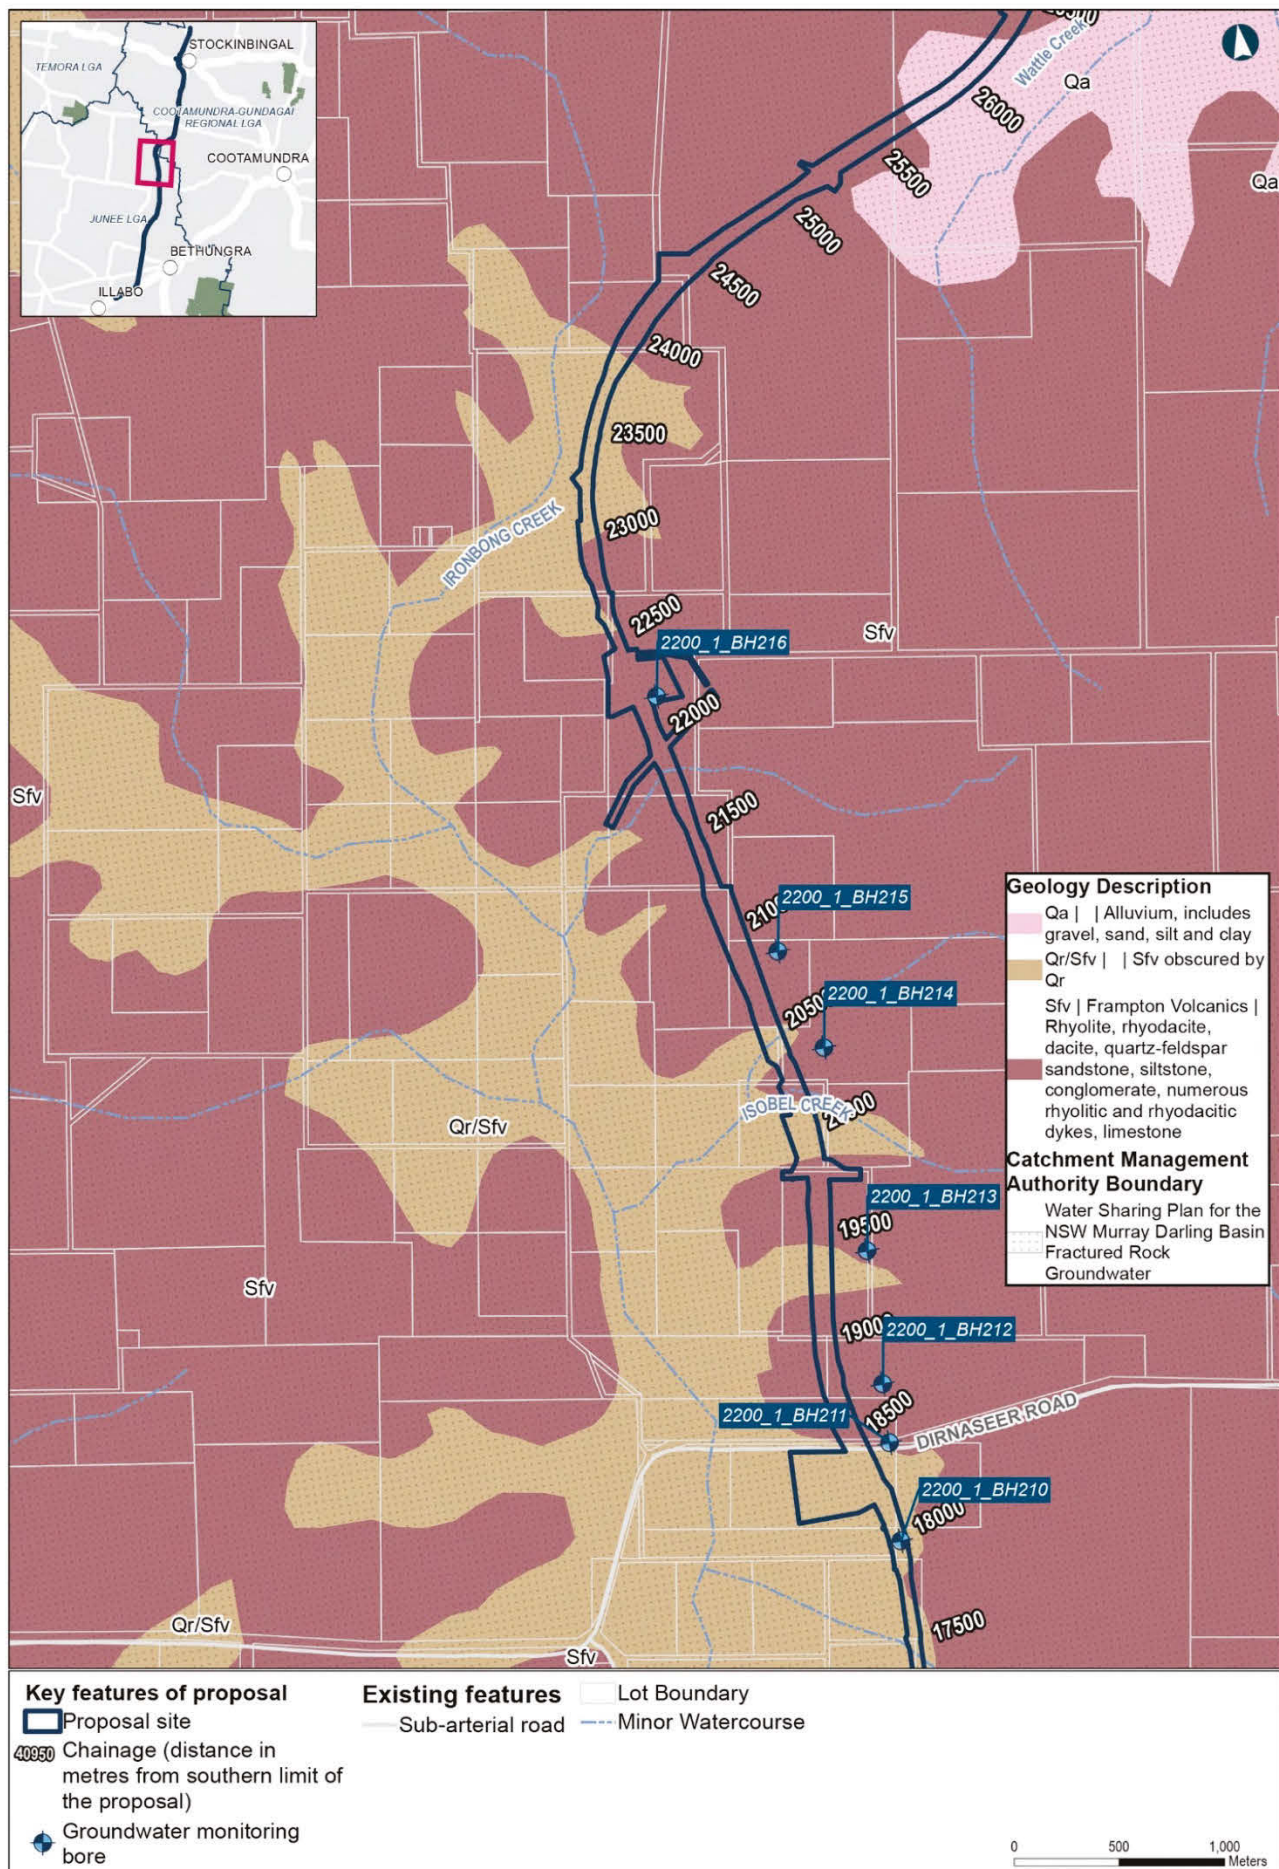 STOCKINBINGAL
TEMORA LGA
COOTAMUNDRA-GUNDAGAI
REGIONAL LGA
COOTAMUNDRA
JUNEE LGA
BETHUNGRA
ILLABO
Wattle Creek
Qa
26000
25500
Qa
25000
24500
24000
23500
23000
IRONBONG CREEK
22500
2200_1_BH216
Sfv
22000
Sfv
21500
2200_1_BH215
2200_1_BH214
ISOBEL CREEK
Qr/Sfv
2200_1_BH213
19500
Sfv
2200_1_BH212
2200_1_BH211
18500
DIRNASEER ROAD
2200_1_BH210
18000
Qr/Sfv
17500
Sfv
Geology Description
Qa | | Alluvium, includes
gravel, sand, silt and clay
Qr/Sfv | | Sfv obscured by
Qr
Sfv | Frampton Volcanics |
Rhyolite, rhyodacite,
dacite, quartz-feldspar
sandstone, siltstone,
conglomerate, numerous
rhyolitic and rhyodacitic
dykes, limestone
Catchment Management
Authority Boundary
Water Sharing Plan for the
NSW Murray Darling Basin
Fractured Rock
Groundwater
Key features of proposal
Proposal site
40950 Chainage (distance in
metres from southern limit of
the proposal)
Groundwater monitoring
bore
Existing features
Sub-arterial road
Lot Boundary
Minor Watercourse
0 500 1,000
Meters